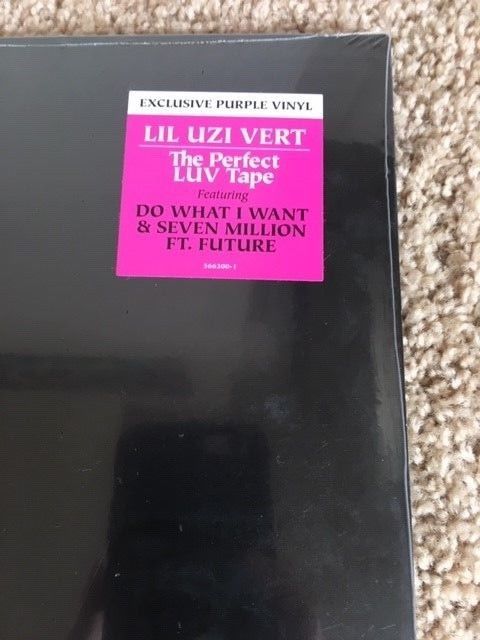 EXCLUSIVE PURPLE VINYL
LIL UZI VERT
The Perfect
LUV Tape
Featuring
DO WHAT I WANT
& SEVEN MILLION
FT. FUTURE
566300-1